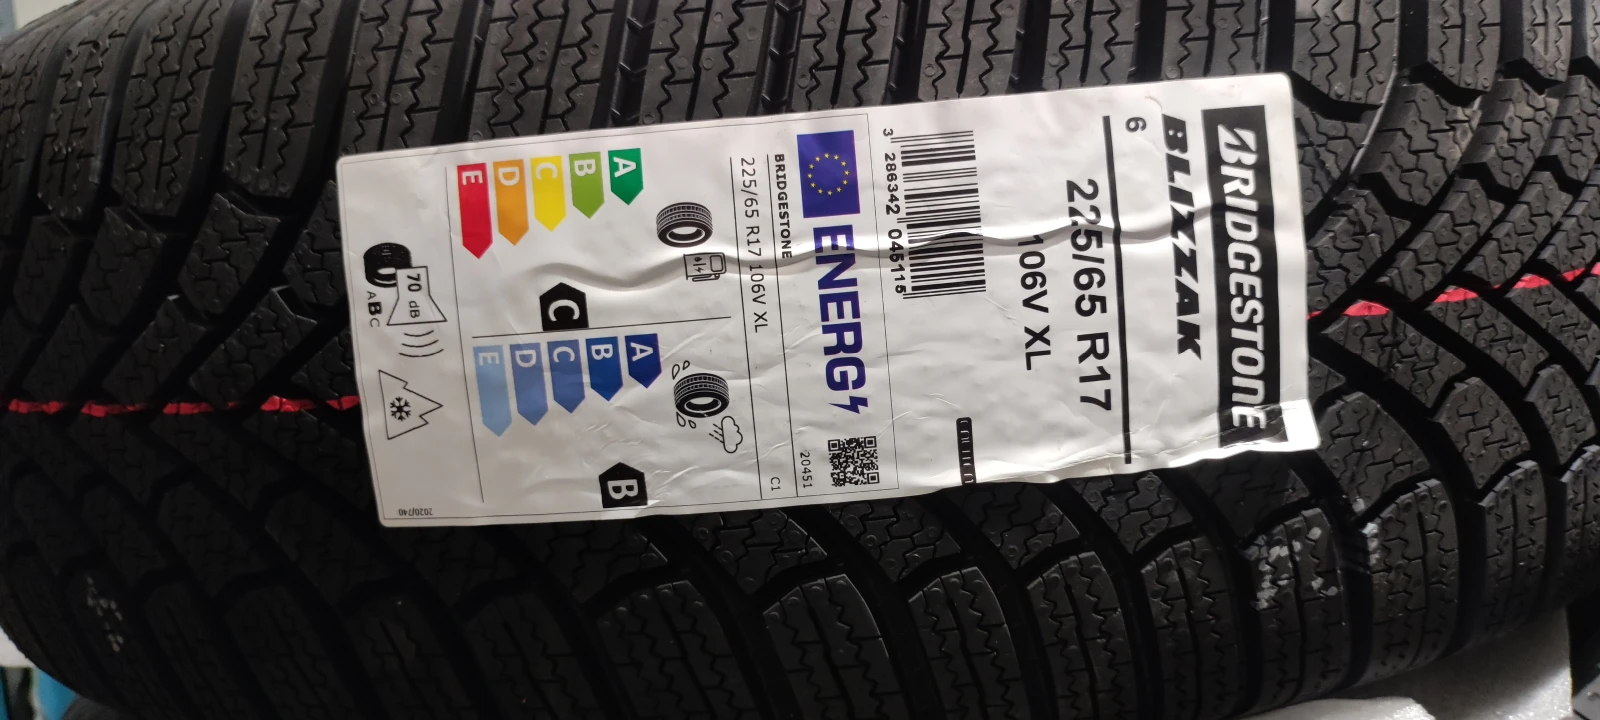 BRIDGESTONE
BLIZZAK
6
225/65 R17
106V XL
3 286342 045115
ENERG
20451
BRIDGESTONE
225/65 R17 106V XL
C1
A
B
C
D
E
C
A
B
C
D
E
B
70 dB
ABC
2020/740